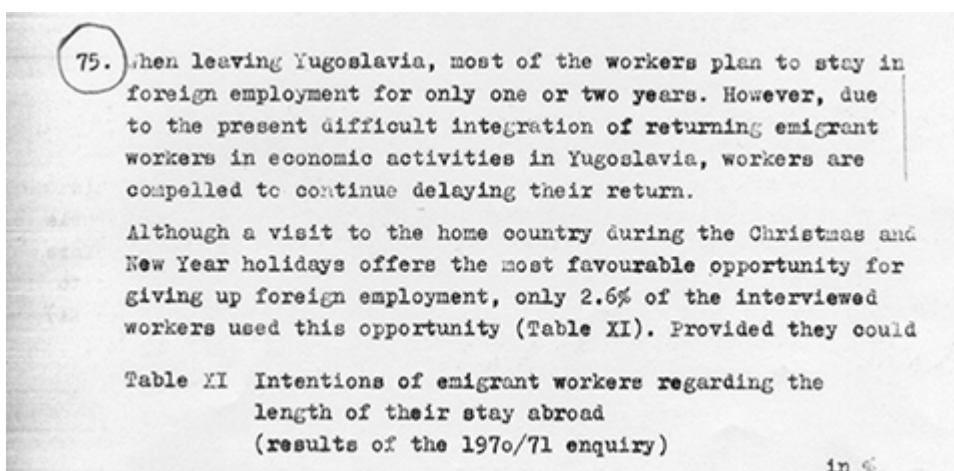 75. When leaving Yugoslavia, most of the workers plan to stay in
foreign employment for only one or two years. However, due
to the present difficult integration of returning emigrant
workers in economic activities in Yugoslavia, workers are
compelled to continue delaying their return.
Although a visit to the home country during the Christmas and
New Year holidays offers the most favourable opportunity for
giving up foreign employment, only 2.6% of the interviewed
workers used this opportunity (Table XI). Provided they could
Table XI Intentions of emigrant workers regarding the
length of their stay abroad
(results of the 197o/71 enquiry)
in %